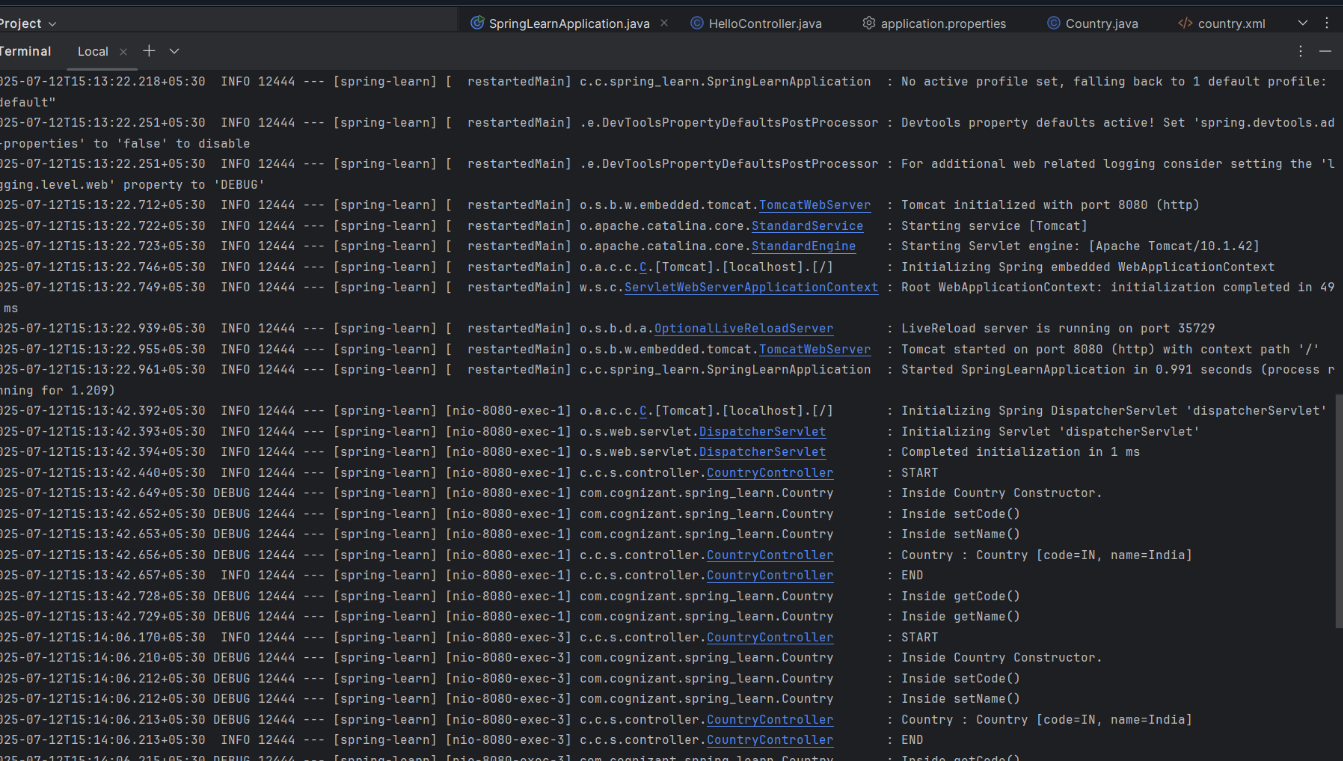 Project
SpringLearnApplication.java HelloController.java application.properties Country.java country.xml
Terminal Local
025-07-12T15:13:22.218+05:30  INFO 12444 --- [spring-learn] [  restartedMain] c.c.spring_learn.SpringLearnApplication  : No active profile set, falling back to 1 default profile:
default"
025-07-12T15:13:22.251+05:30  INFO 12444 --- [spring-learn] [  restartedMain] .e.DevToolsPropertyDefaultsPostProcessor : Devtools property defaults active! Set 'spring.devtools.ad
-properties' to 'false' to disable
025-07-12T15:13:22.251+05:30  INFO 12444 --- [spring-learn] [  restartedMain] .e.DevToolsPropertyDefaultsPostProcessor : For additional web related logging consider setting the 'l
gging.level.web' property to 'DEBUG'
025-07-12T15:13:22.712+05:30  INFO 12444 --- [spring-learn] [  restartedMain] o.s.b.w.embedded.tomcat.TomcatWebServer  : Tomcat initialized with port 8080 (http)
025-07-12T15:13:22.722+05:30  INFO 12444 --- [spring-learn] [  restartedMain] o.apache.catalina.core.StandardService   : Starting service [Tomcat]
025-07-12T15:13:22.723+05:30  INFO 12444 --- [spring-learn] [  restartedMain] o.apache.catalina.core.StandardEngine    : Starting Servlet engine: [Apache Tomcat/10.1.42]
025-07-12T15:13:22.746+05:30  INFO 12444 --- [spring-learn] [  restartedMain] o.a.c.c.C.[Tomcat].[localhost].[/]       : Initializing Spring embedded WebApplicationContext
025-07-12T15:13:22.749+05:30  INFO 12444 --- [spring-learn] [  restartedMain] w.s.c.ServletWebServerApplicationContext : Root WebApplicationContext: initialization completed in 49
ms
025-07-12T15:13:22.939+05:30  INFO 12444 --- [spring-learn] [  restartedMain] o.s.b.d.a.OptionalLiveReloadServer       : LiveReload server is running on port 35729
025-07-12T15:13:22.955+05:30  INFO 12444 --- [spring-learn] [  restartedMain] o.s.b.w.embedded.tomcat.TomcatWebServer  : Tomcat started on port 8080 (http) with context path '/'
025-07-12T15:13:22.961+05:30  INFO 12444 --- [spring-learn] [  restartedMain] c.c.spring_learn.SpringLearnApplication  : Started SpringLearnApplication in 0.991 seconds (process r
nning for 1.209)
025-07-12T15:13:42.392+05:30  INFO 12444 --- [spring-learn] [nio-8080-exec-1] o.a.c.c.C.[Tomcat].[localhost].[/]       : Initializing Spring DispatcherServlet 'dispatcherServlet'
025-07-12T15:13:42.393+05:30  INFO 12444 --- [spring-learn] [nio-8080-exec-1] o.s.web.servlet.DispatcherServlet        : Initializing Servlet 'dispatcherServlet'
025-07-12T15:13:42.394+05:30  INFO 12444 --- [spring-learn] [nio-8080-exec-1] o.s.web.servlet.DispatcherServlet        : Completed initialization in 1 ms
025-07-12T15:13:42.440+05:30  INFO 12444 --- [spring-learn] [nio-8080-exec-1] c.c.s.controller.CountryController       : START
025-07-12T15:13:42.649+05:30 DEBUG 12444 --- [spring-learn] [nio-8080-exec-1] com.cognizant.spring_learn.Country       : Inside Country Constructor.
025-07-12T15:13:42.652+05:30 DEBUG 12444 --- [spring-learn] [nio-8080-exec-1] com.cognizant.spring_learn.Country       : Inside setCode()
025-07-12T15:13:42.653+05:30 DEBUG 12444 --- [spring-learn] [nio-8080-exec-1] com.cognizant.spring_learn.Country       : Inside setName()
025-07-12T15:13:42.656+05:30 DEBUG 12444 --- [spring-learn] [nio-8080-exec-1] c.c.s.controller.CountryController       : Country : Country [code=IN, name=India]
025-07-12T15:13:42.657+05:30  INFO 12444 --- [spring-learn] [nio-8080-exec-1] c.c.s.controller.CountryController       : END
025-07-12T15:13:42.728+05:30 DEBUG 12444 --- [spring-learn] [nio-8080-exec-1] com.cognizant.spring_learn.Country       : Inside getCode()
025-07-12T15:13:42.729+05:30 DEBUG 12444 --- [spring-learn] [nio-8080-exec-1] com.cognizant.spring_learn.Country       : Inside getName()
025-07-12T15:14:06.170+05:30  INFO 12444 --- [spring-learn] [nio-8080-exec-3] c.c.s.controller.CountryController       : START
025-07-12T15:14:06.210+05:30 DEBUG 12444 --- [spring-learn] [nio-8080-exec-3] com.cognizant.spring_learn.Country       : Inside Country Constructor.
025-07-12T15:14:06.212+05:30 DEBUG 12444 --- [spring-learn] [nio-8080-exec-3] com.cognizant.spring_learn.Country       : Inside setCode()
025-07-12T15:14:06.212+05:30 DEBUG 12444 --- [spring-learn] [nio-8080-exec-3] com.cognizant.spring_learn.Country       : Inside setName()
025-07-12T15:14:06.213+05:30 DEBUG 12444 --- [spring-learn] [nio-8080-exec-3] c.c.s.controller.CountryController       : Country : Country [code=IN, name=India]
025-07-12T15:14:06.213+05:30  INFO 12444 --- [spring-learn] [nio-8080-exec-3] c.c.s.controller.CountryController       : END
025-07-12T15:14:06.215+05:30 DEBUG 12444 --- [spring-learn] [nio-8080-exec-3] com.cognizant.spring_learn.Country       : Inside getCode()